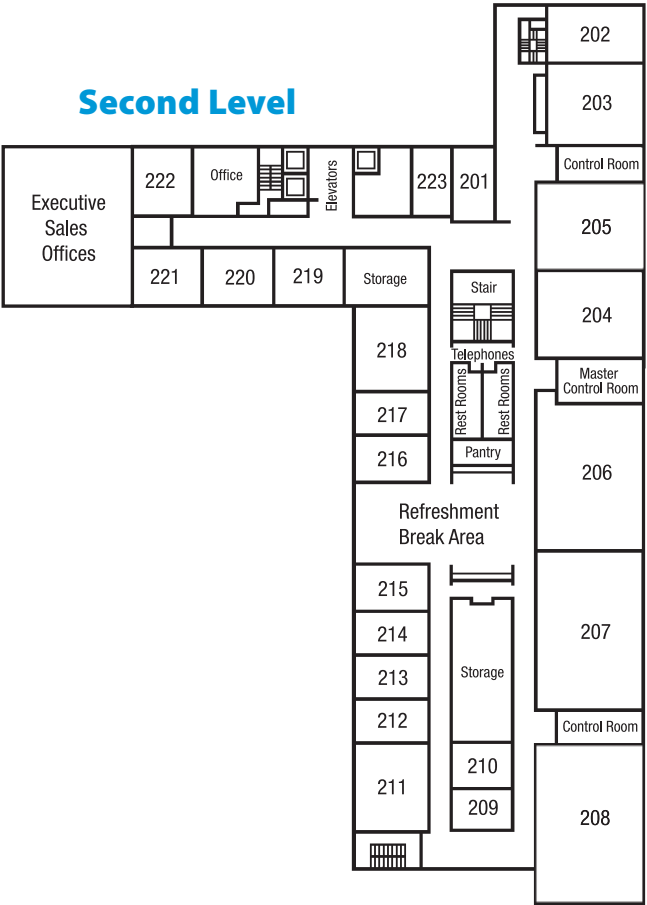 Second Level
202
203
Control Room
205
204
Master
Control Room
206
207
Control Room
208
Executive
Sales
Offices
222
Office
Elevators
223
201
221
220
219
Storage
218
217
216
Stair
Telephones
Rest Rooms
Rest Rooms
Pantry
Refreshment
Break Area
215
214
213
212
211
Storage
210
209